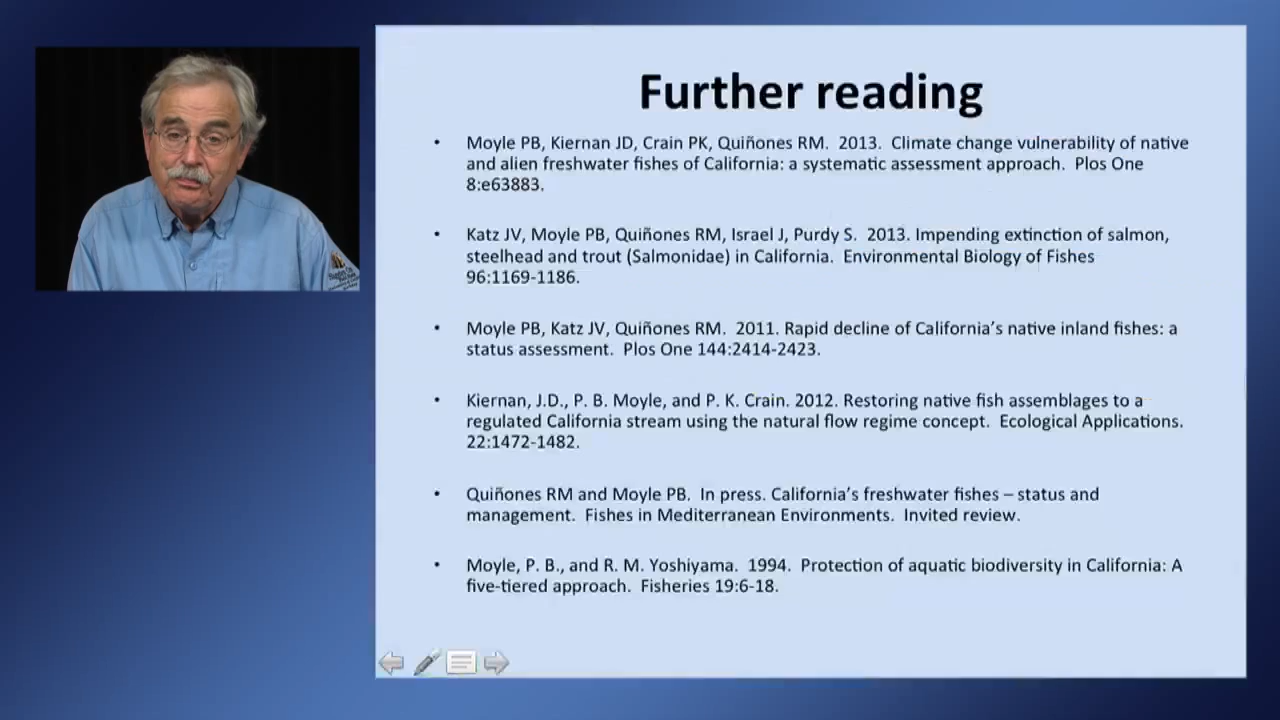 Further reading
• Moyle PB, Kiernan JD, Crain PK, Quiñones RM. 2013. Climate change vulnerability of native
and alien freshwater fishes of California: a systematic assessment approach. Plos One
8:e63883.
• Katz JV, Moyle PB, Quiñones RM, Israel J, Purdy S. 2013. Impending extinction of salmon,
steelhead and trout (Salmonidae) in California. Environmental Biology of Fishes
96:1169-1186.
• Moyle PB, Katz JV, Quiñones RM. 2011. Rapid decline of California's native inland fishes: a
status assessment. Plos One 144:2414-2423.
• Kiernan, J.D., P. B. Moyle, and P. K. Crain. 2012. Restoring native fish assemblages to a
regulated California stream using the natural flow regime concept. Ecological Applications.
22:1472-1482.
• Quiñones RM and Moyle PB. In press. California's freshwater fishes – status and
management. Fishes in Mediterranean Environments. Invited review.
• Moyle, P. B., and R. M. Yoshiyama. 1994. Protection of aquatic biodiversity in California: A
five-tiered approach. Fisheries 19:6-18.